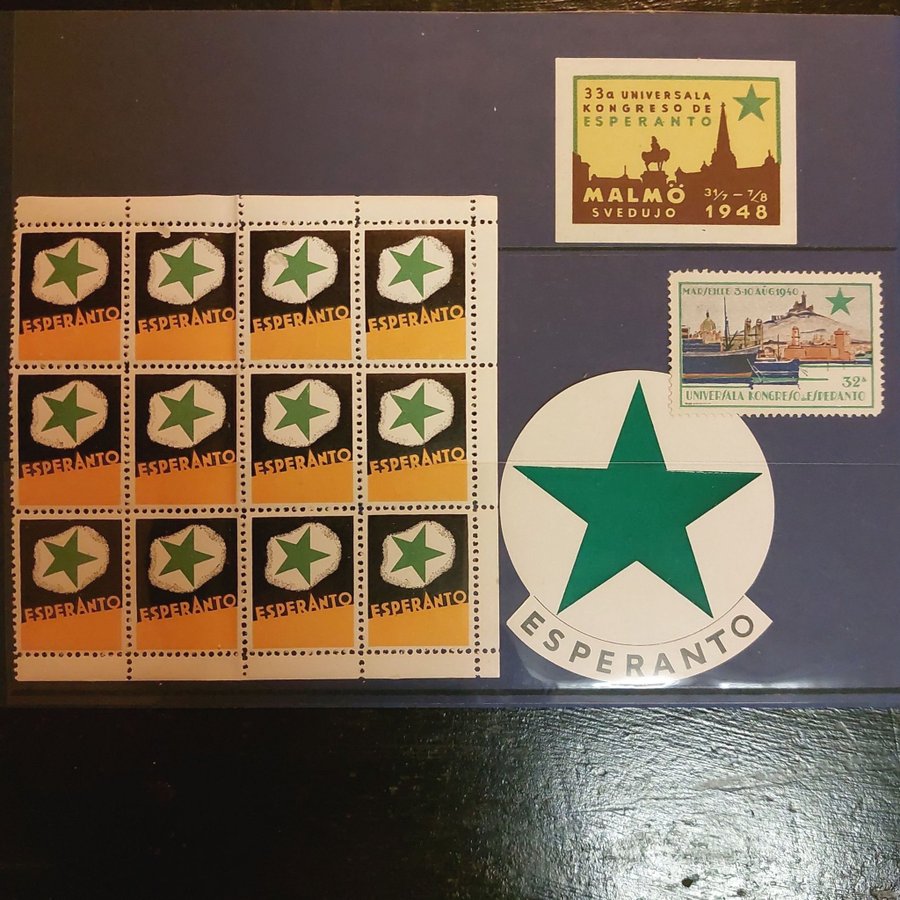 33a UNIVERSALA
KONGRESO DE
ESPERANTO
MALMÖ
SVEDUJO
31/7 – 7/8
1948
MARSEILLE 3-10 AŬG 1940
32a
UNIVERSALA KONGRESO de ESPERANTO
ESPERANTO ESPERANTO ESPERANTO ESPERANTO
ESPERANTO ESPERANTO ESPERANTO ESPERANTO
ESPERANTO ESPERANTO ESPERANTO ESPERANTO
ESPERANTO